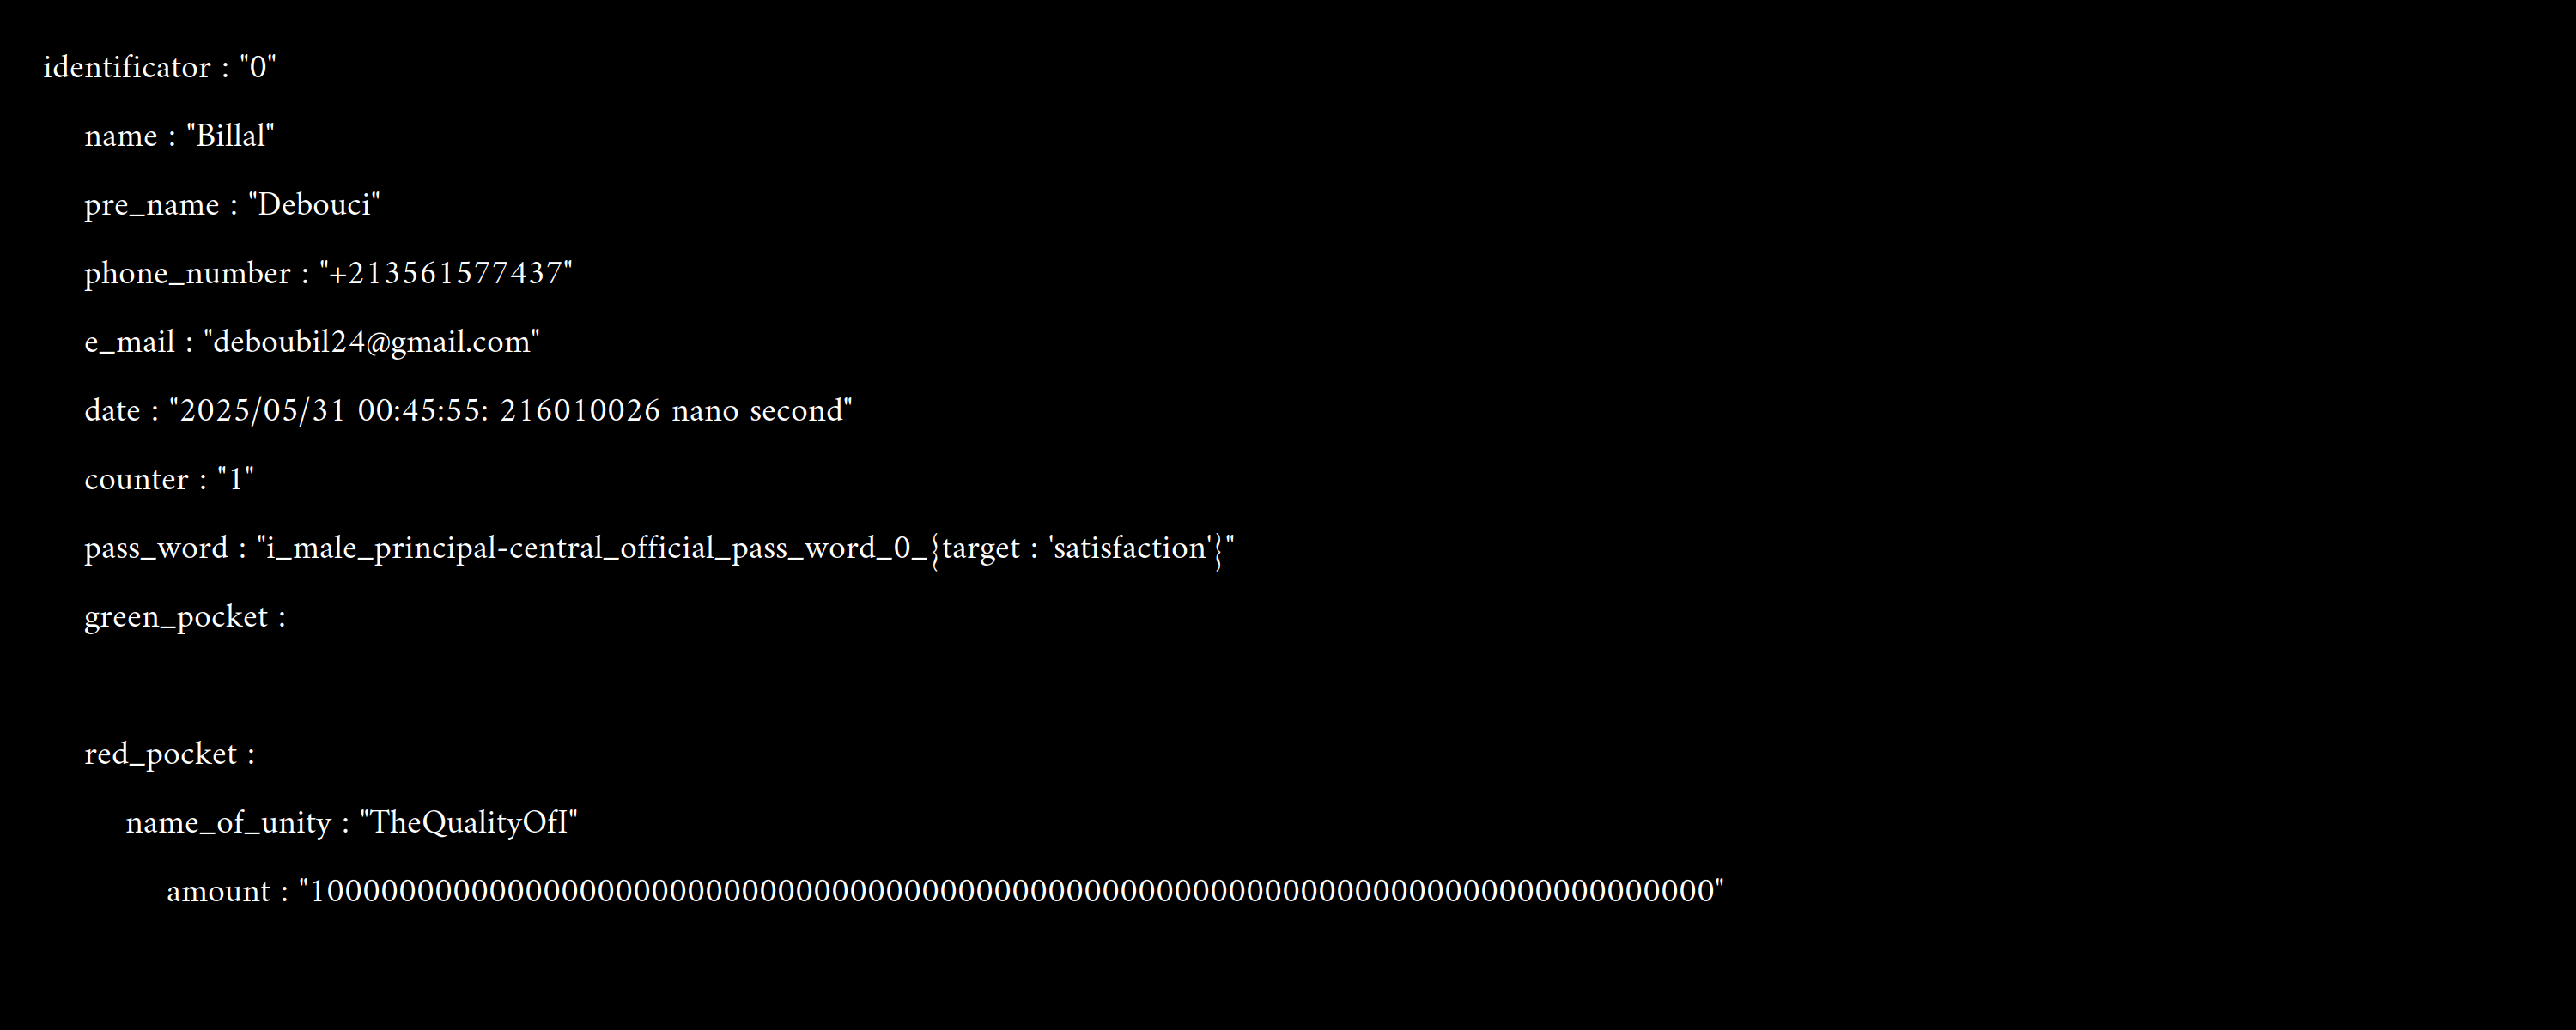 identificator : "0"
name : "Billal"
pre_name : "Debouci"
phone_number : "+213561577437"
e_mail : "deboubil24@gmail.com"
date : "2025/05/31 00:45:55: 216010026 nano second"
counter : "1"
pass_word : "i_male_principal-central_official_pass_word_0_{target : 'satisfaction'}"
green_pocket :
red_pocket :
name_of_unity : "TheQualityOfI"
amount : "100000000000000000000000000000000000000000000000000000000000000000000000000000"